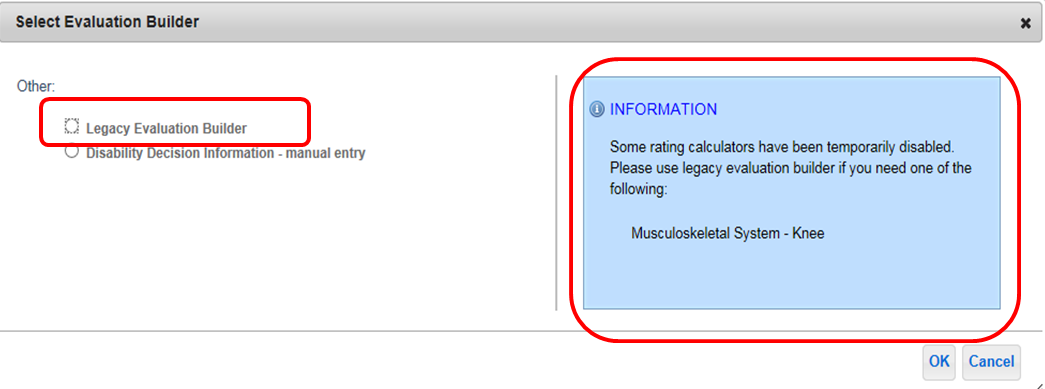 Select Evaluation Builder
Other:
Legacy Evaluation Builder
Disability Decision Information - manual entry
INFORMATION
Some rating calculators have been temporarily disabled.
Please use legacy evaluation builder if you need one of the
following:
Musculoskeletal System - Knee
OK Cancel